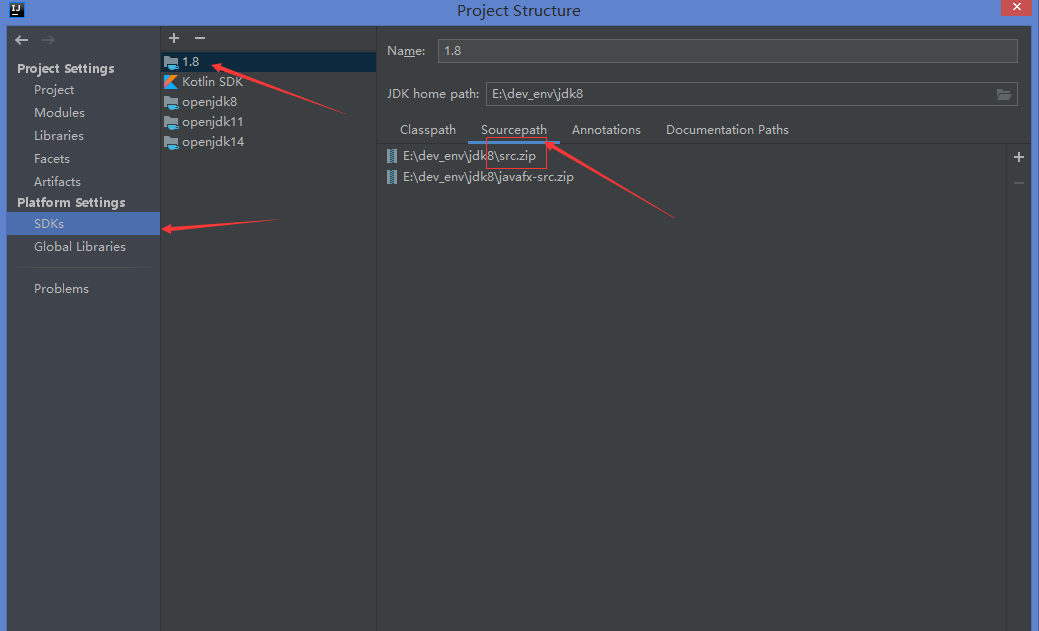 IJ
Project Structure
Project Settings
Project
Modules
Libraries
Facets
Artifacts
Platform Settings
SDKs
Global Libraries
Problems
1.8
Kotlin SDK
openjdk8
openjdk11
openjdk14
Name: 1.8
JDK home path: E:\dev_env\jdk8
Classpath Sourcepath Annotations Documentation Paths
E:\dev_env\jdk8\src.zip
E:\dev_env\jdk8\javafx-src.zip